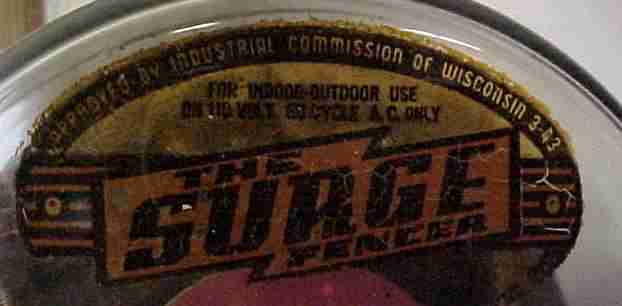 APPROVED BY INDUSTRIAL COMMISSION OF WISCONSIN 3-43
FOR INDOOR-OUTDOOR USE
ON 110 VOLT 60 CYCLE A.C. ONLY
THE
SURGE
FENCER